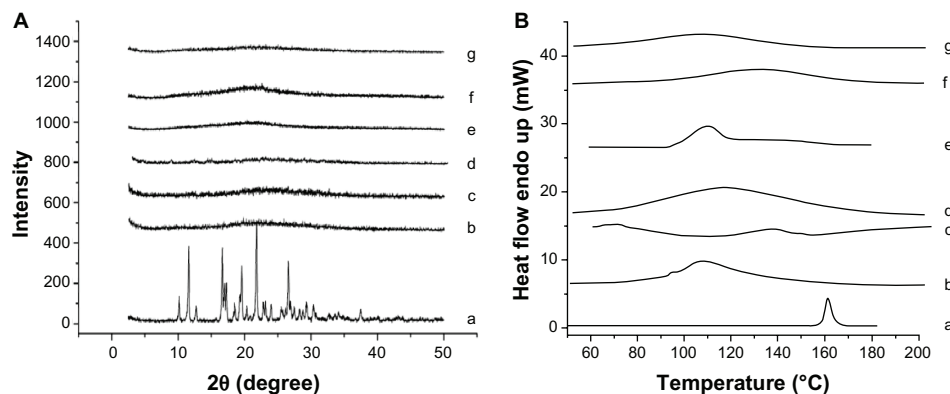 A
Intensity
1400
1200
1000
800
600
400
200
0
g
f
e
d
c
b
a
0
10
20
30
40
50
2θ (degree)
B
Heat flow endo up (mW)
40
30
20
10
0
g
f
e
d
c
b
a
60
80
100
120
140
160
180
200
Temperature (°C)